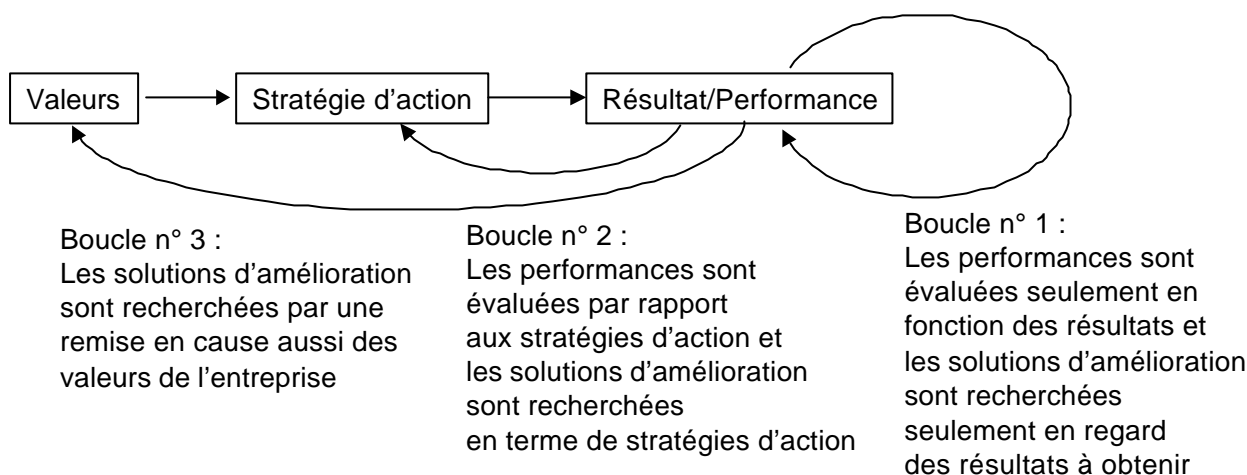 Valeurs
Stratégie d'action
Résultat/Performance
Boucle n° 3 :
Les solutions d'amélioration
sont recherchées par une
remise en cause aussi des
valeurs de l'entreprise
Boucle n° 2 :
Les performances sont
évaluées par rapport
aux stratégies d'action et
les solutions d'amélioration
sont recherchées
en terme de stratégies d'action
Boucle n° 1 :
Les performances sont
évaluées seulement en
fonction des résultats et
les solutions d'amélioration
sont recherchées
seulement en regard
des résultats à obtenir